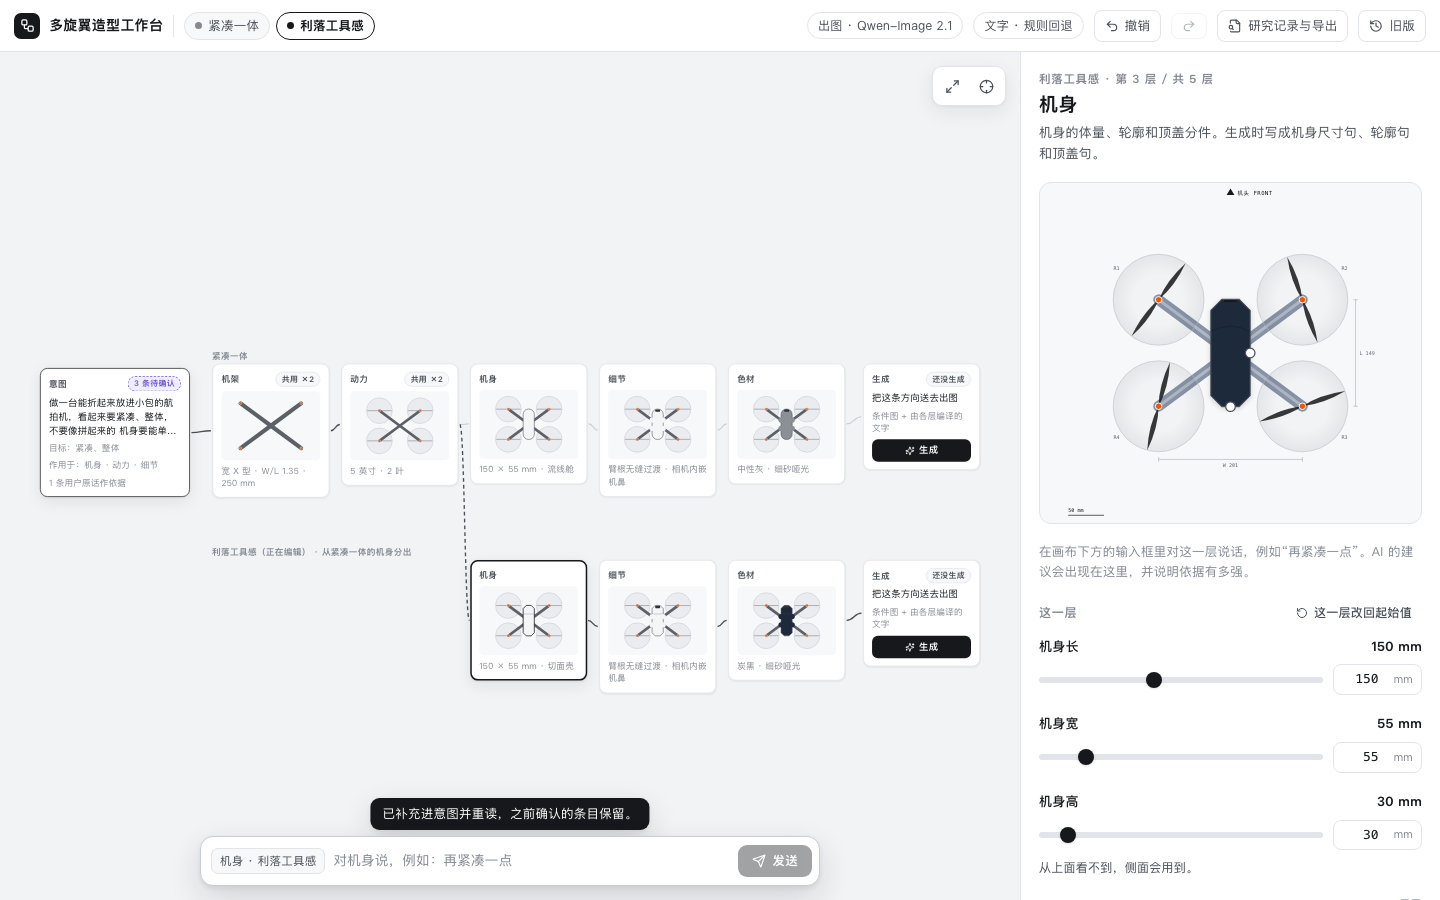 多旋翼造型工作台
紧凑一体
利落工具感
出图 · Qwen-Image 2.1
文字 · 规则回退
撤销
研究记录与导出
旧版
紧凑一体
意图
3 条待确认
做一台能折起来放进小包的航
拍机，看起来要紧凑、整体，
不要像拼起来的 机身要能单...
目标：紧凑、整体
作用于：机身 · 动力 · 细节
1 条用户原话作依据
机架
共用 ×2
宽 X 型 · W/L 1.35 ·
250 mm
动力
共用 ×2
5 英寸 · 2 叶
机身
150 × 55 mm · 流线舱
细节
臂根无缝过渡 · 相机内嵌
机鼻
色材
中性灰 · 细砂哑光
生成
还没生成
把这条方向送去出图
条件图 + 由各层编译的
文字
生成
利落工具感（正在编辑） · 从紧凑一体的机身分出
机身
150 × 55 mm · 切面壳
细节
臂根无缝过渡 · 相机内嵌
机鼻
色材
炭黑 · 细砂哑光
生成
还没生成
把这条方向送去出图
条件图 + 由各层编译的
文字
生成
已补充进意图并重读，之前确认的条目保留。
机身 · 利落工具感
对机身说，例如：再紧凑一点
发送
利落工具感 · 第 3 层 / 共 5 层
机身
机身的体量、轮廓和顶盖分件。生成时写成机身尺寸句、轮廓句
和顶盖句。
机头 FRONT
R1
R2
L 149
R4
R3
W 201
50 mm
在画布下方的输入框里对这一层说话，例如“再紧凑一点”。AI 的建
议会出现在这里，并说明依据有多强。
这一层
这一层改回起始值
机身长
150 mm
150 mm
机身宽
55 mm
55 mm
机身高
30 mm
30 mm
从上面看不到，侧面会用到。